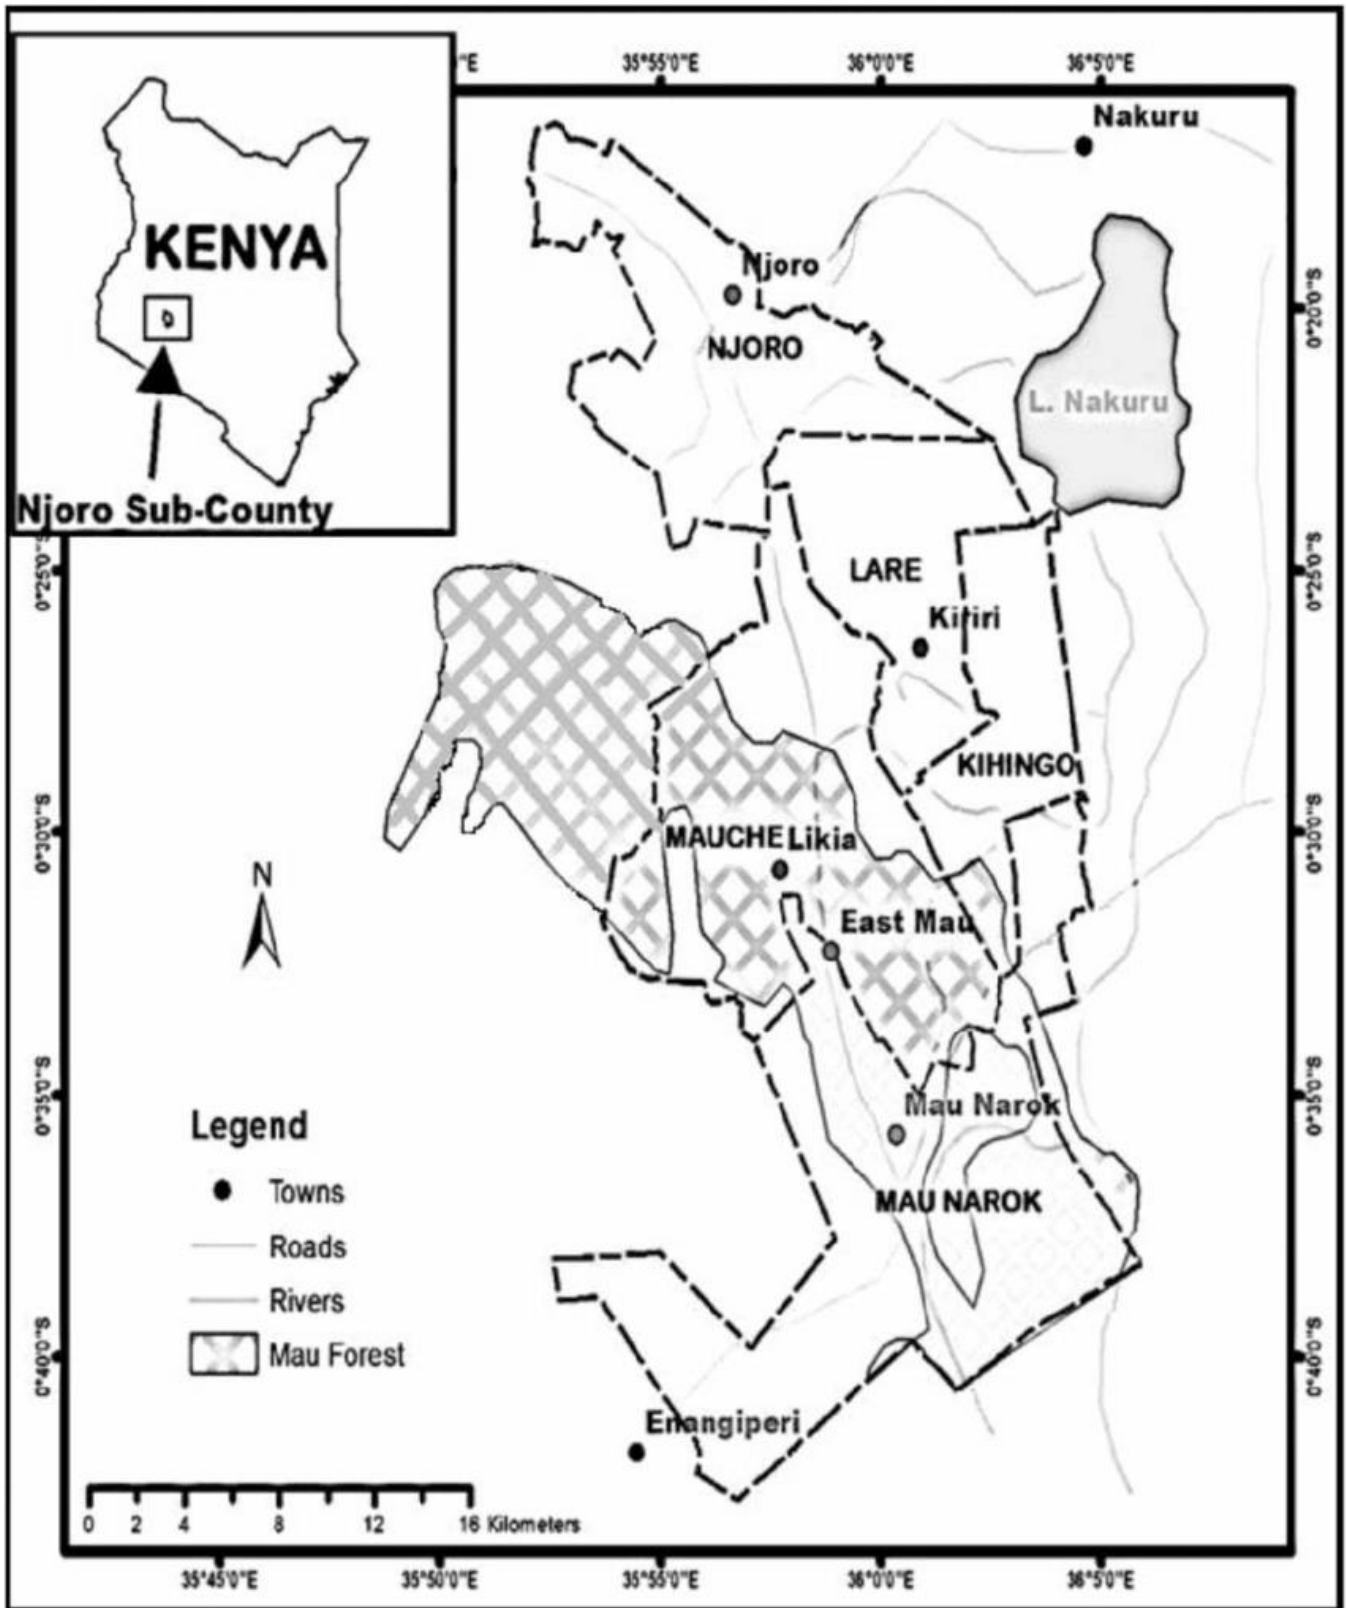 "E
35°55'0"E
36°0'0"E
36°5'0"E
Nakuru
KENYA
Njoro
0°20'0"S
NJORO
L. Nakuru
Njoro Sub-County
0°25'0"S
LARE
0°25'0"S
Kiriri
KIHINGO
0°30'0"S
MAUCHE
Likia
0°30'0"S
N
East Mau
0°35'0"S
Mau Narok
0°35'0"S
Legend
Towns
MAU NAROK
Roads
Rivers
Mau Forest
0°40'0"S
0°40'0"S
Enangiperi
0 2 4 8 12 16 Kilometers
35°45'0"E
35°50'0"E
35°55'0"E
36°0'0"E
36°5'0"E